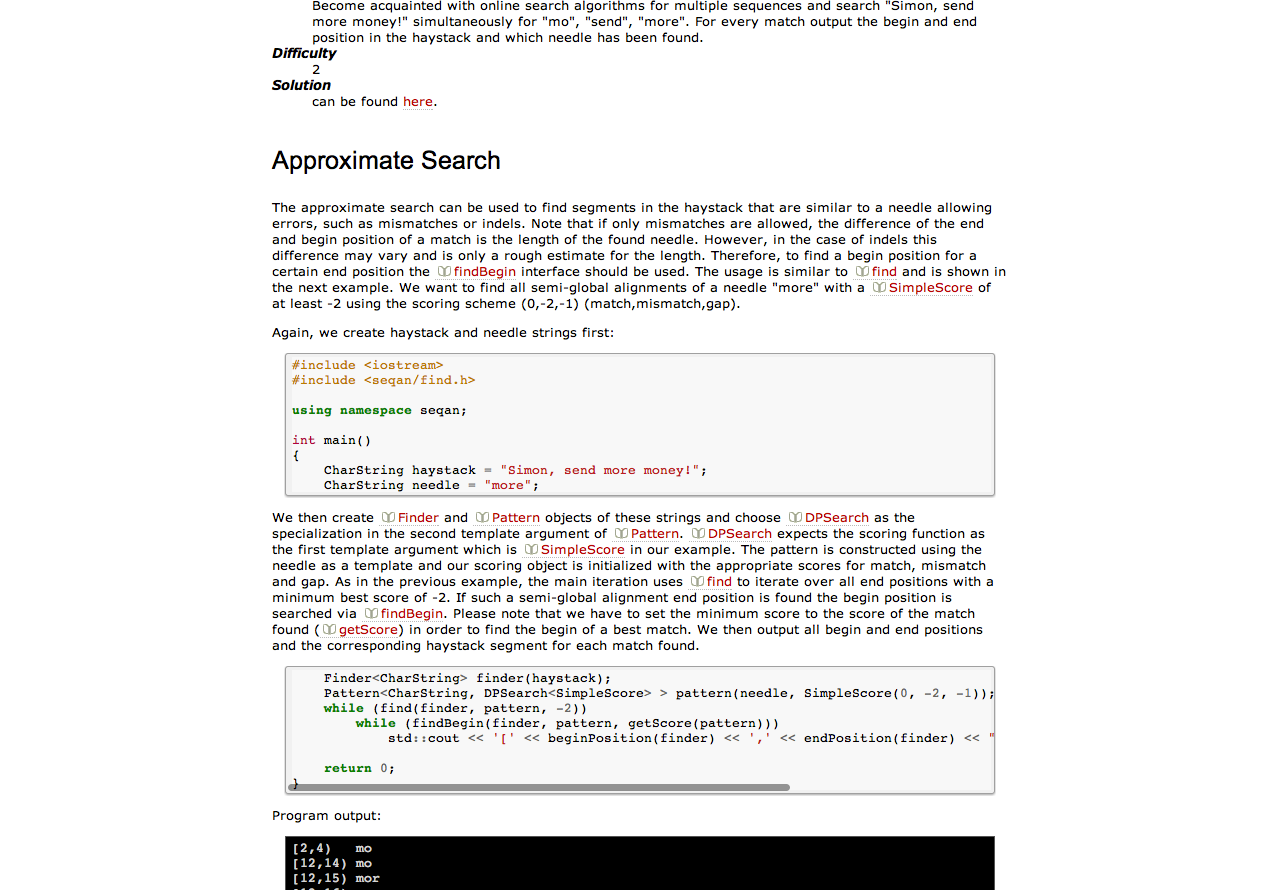 Become acquainted with online search algorithms for multiple sequences and search "Simon, send
more money!" simultaneously for "mo", "send", "more". For every match output the begin and end
position in the haystack and which needle has been found.
Difficulty
2
Solution
can be found here.
Approximate Search
The approximate search can be used to find segments in the haystack that are similar to a needle allowing
errors, such as mismatches or indels. Note that if only mismatches are allowed, the difference of the end
and begin position of a match is the length of the found needle. However, in the case of indels this
difference may vary and is only a rough estimate for the length. Therefore, to find a begin position for a
certain end position the findBegin interface should be used. The usage is similar to find and is shown in
the next example. We want to find all semi-global alignments of a needle "more" with a SimpleScore of
at least -2 using the scoring scheme (0,-2,-1) (match,mismatch,gap).
Again, we create haystack and needle strings first:
#include <iostream>
#include <seqan/find.h>
using namespace seqan;
int main()
{
CharString haystack = "Simon, send more money!";
CharString needle = "more";
We then create Finder and Pattern objects of these strings and choose DPSearch as the
specialization in the second template argument of Pattern. DPSearch expects the scoring function as
the first template argument which is SimpleScore in our example. The pattern is constructed using the
needle as a template and our scoring object is initialized with the appropriate scores for match, mismatch
and gap. As in the previous example, the main iteration uses find to iterate over all end positions with a
minimum best score of -2. If such a semi-global alignment end position is found the begin position is
searched via findBegin. Please note that we have to set the minimum score to the score of the match
found ( getScore) in order to find the begin of a best match. We then output all begin and end positions
and the corresponding haystack segment for each match found.
Finder<CharString> finder(haystack);
Pattern<CharString, DPSearch<SimpleScore> > pattern(needle, SimpleScore(0, -2, -1));
while (find(finder, pattern, -2))
while (findBegin(finder, pattern, getScore(pattern)))
std::cout << '[' << beginPosition(finder) << ',' << endPosition(finder) << "
return 0;
}
Program output:
[2,4) mo
[12,14) mo
[12,15) mor